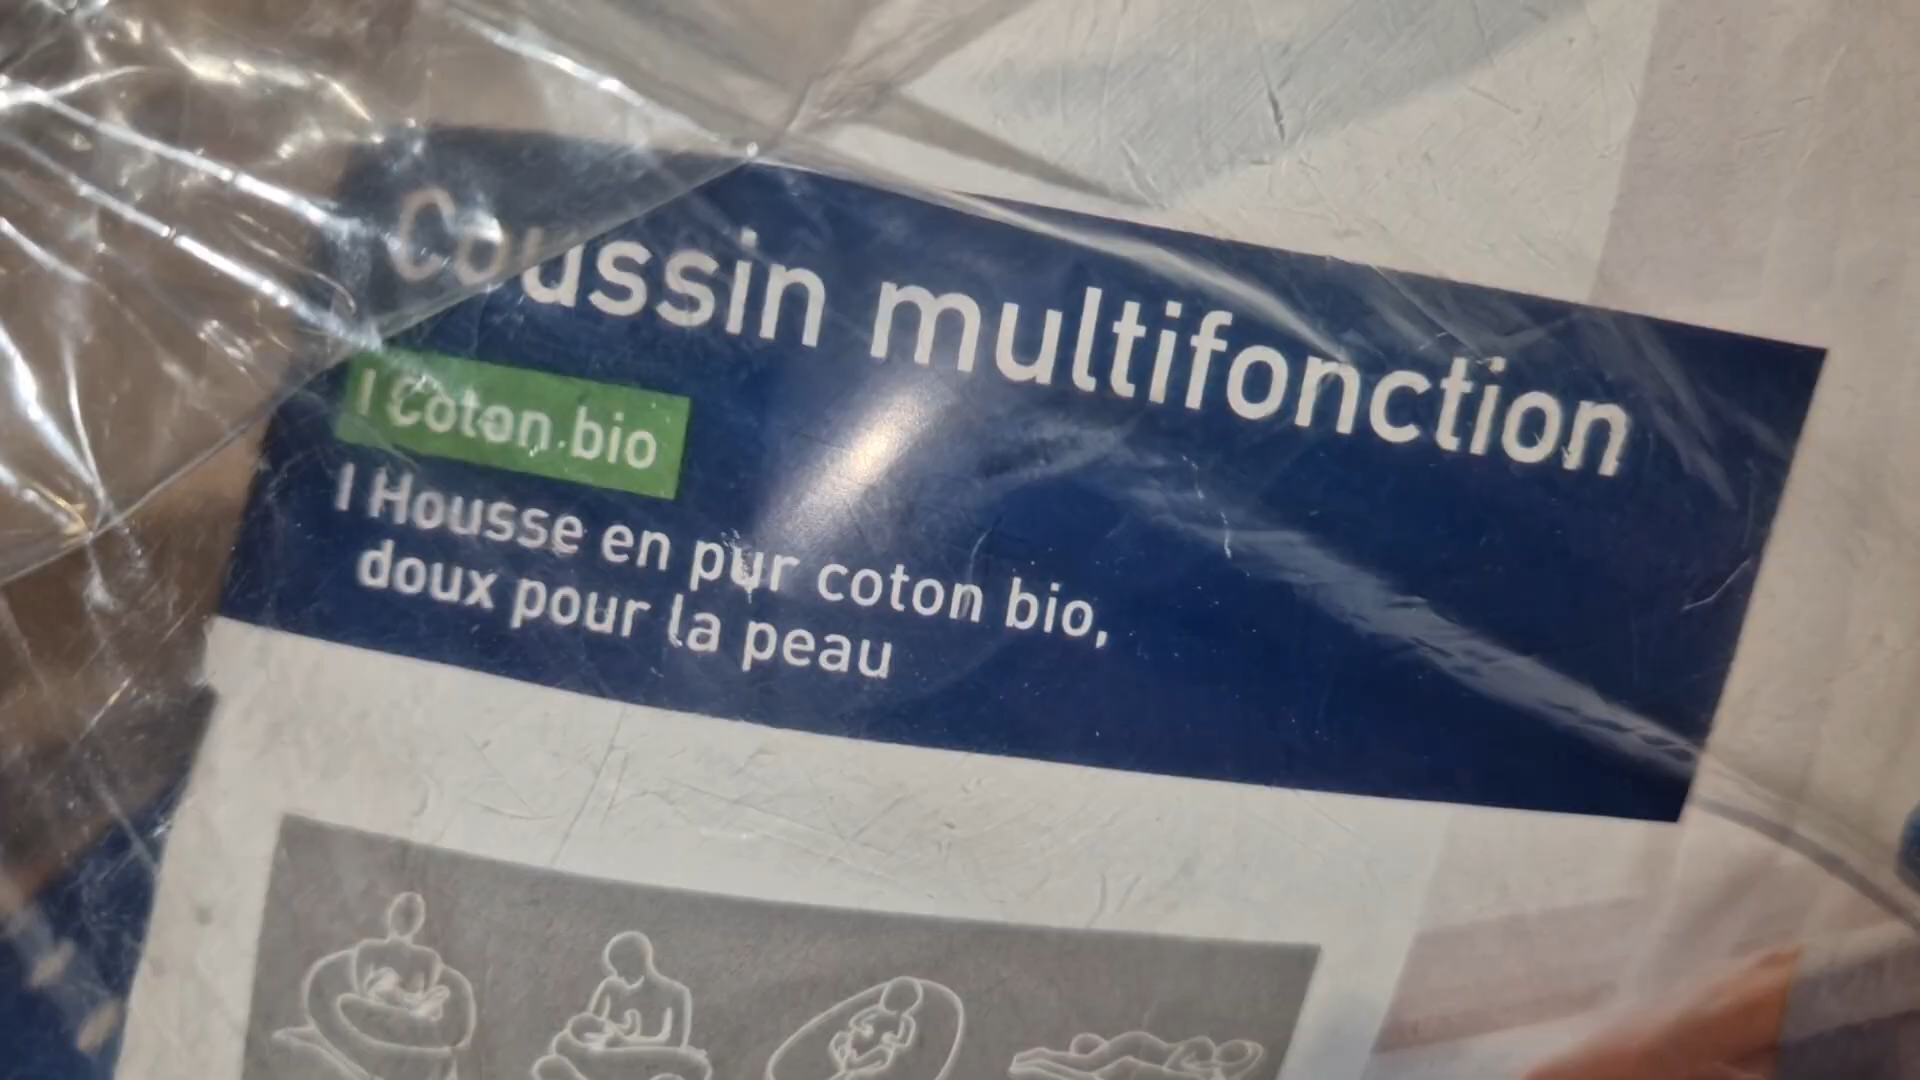 Coussin multifonction
| Coton bio
| Housse en pur coton bio,
doux pour la peau